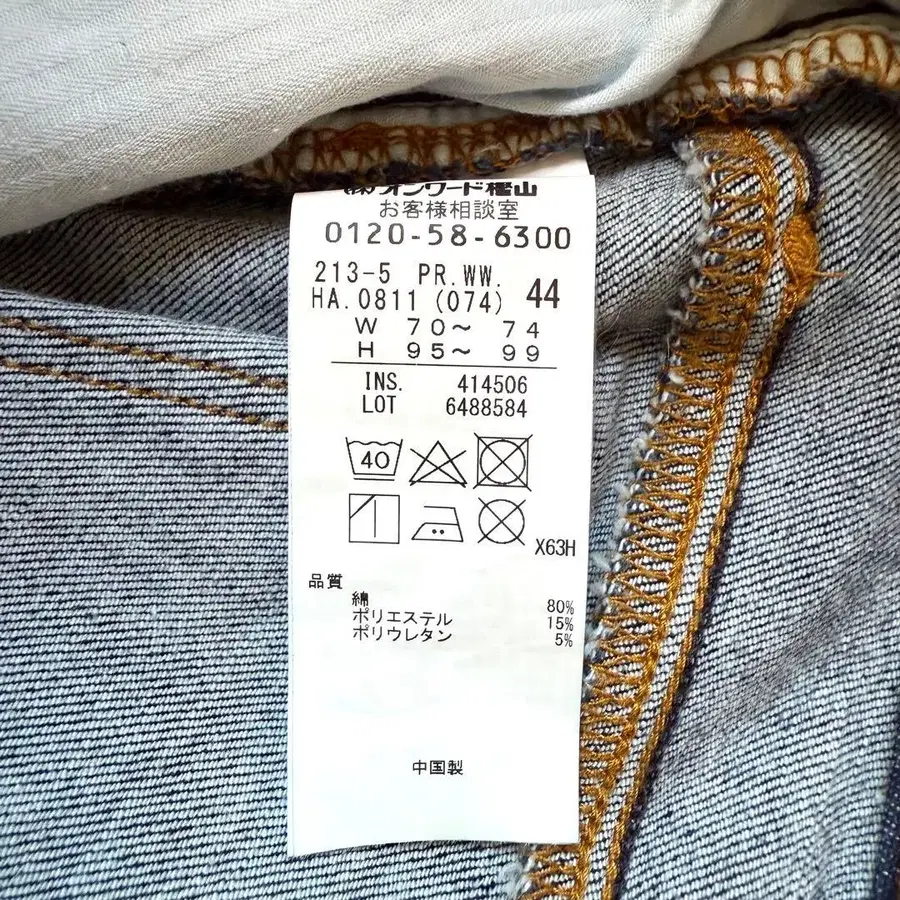 (株)オンワード樫山
お客様相談室
0120-58-6300
213-5 PR.WW.
HA.0811 (074) 44
W 70~ 74
H 95~ 99
INS. 414506
LOT 6488584
40
X63H
品質
綿 80%
ポリエステル 15%
ポリウレタン 5%
中国製